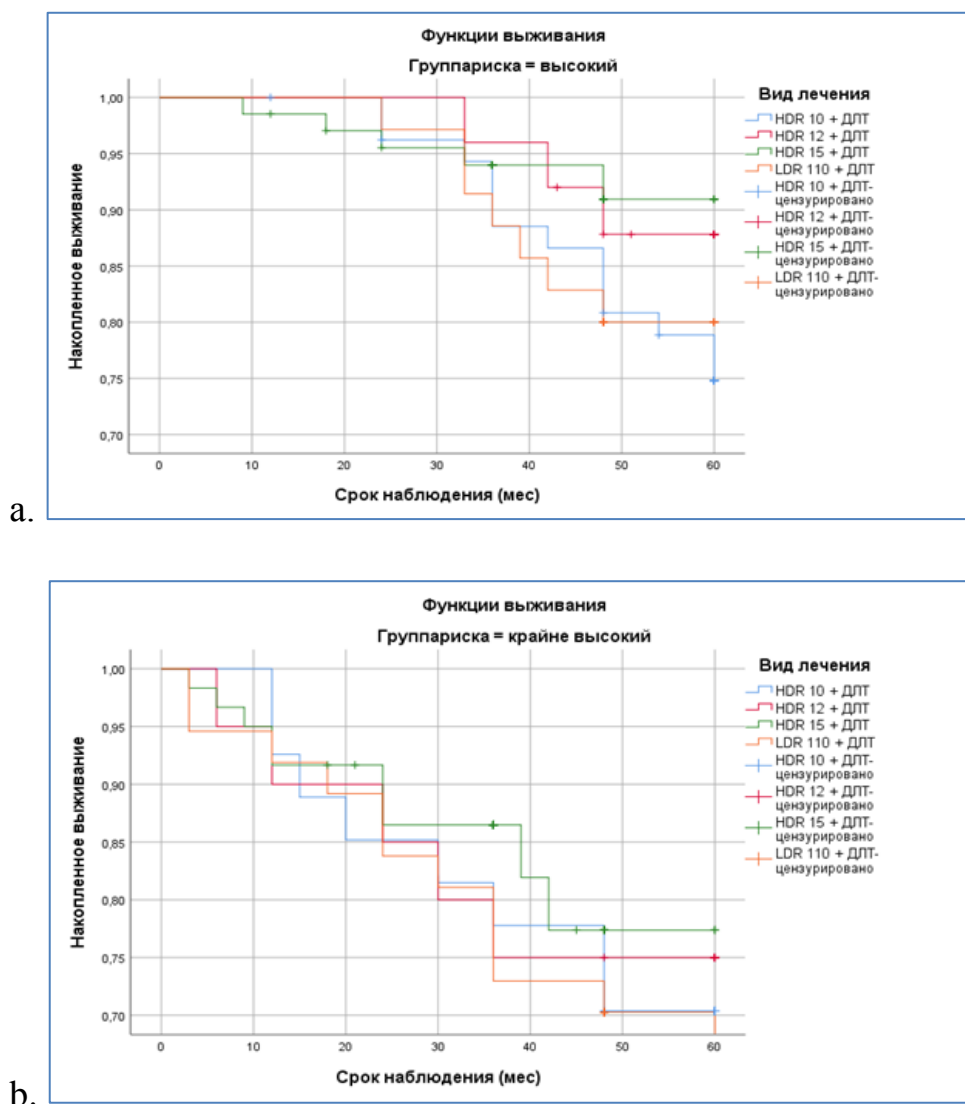 Функции выживания
Группариска = высокий
Накопленное выживание
1,00
0,95
0,90
0,85
0,80
0,75
0,70
0
10
20
30
40
50
60
Срок наблюдения (мес)
Вид лечения
HDR 10 + ДЛТ
HDR 12 + ДЛТ
HDR 15 + ДЛТ
LDR 110 + ДЛТ
HDR 10 + ДЛТ-
цензурировано
HDR 12 + ДЛТ-
цензурировано
HDR 15 + ДЛТ-
цензурировано
LDR 110 + ДЛТ-
цензурировано
a.
Функции выживания
Группариска = крайне высокий
Накопленное выживание
1,00
0,95
0,90
0,85
0,80
0,75
0,70
0
10
20
30
40
50
60
Срок наблюдения (мес)
Вид лечения
HDR 10 + ДЛТ
HDR 12 + ДЛТ
HDR 15 + ДЛТ
LDR 110 + ДЛТ
HDR 10 + ДЛТ-
цензурировано
HDR 12 + ДЛТ-
цензурировано
HDR 15 + ДЛТ-
цензурировано
LDR 110 + ДЛТ-
цензурировано
b.